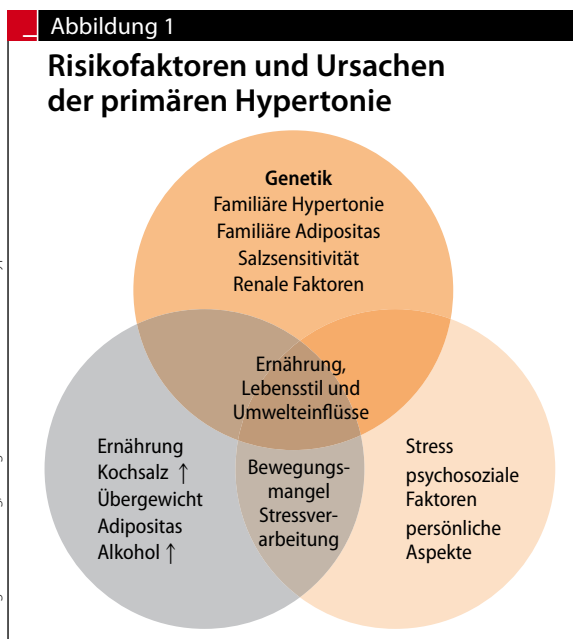 Abbildung 1
Risikofaktoren und Ursachen
der primären Hypertonie
Genetik
Familiäre Hypertonie
Familiäre Adipositas
Salzsensitivität
Renale Faktoren
Ernährung,
Lebensstil und
Umwelteinflüsse
Ernährung
Kochsalz ↑
Übergewicht
Adipositas
Alkohol ↑
Bewegungs-
mangel
Stressver-
arbeitung
Stress
psychosoziale
Faktoren
persönliche
Aspekte